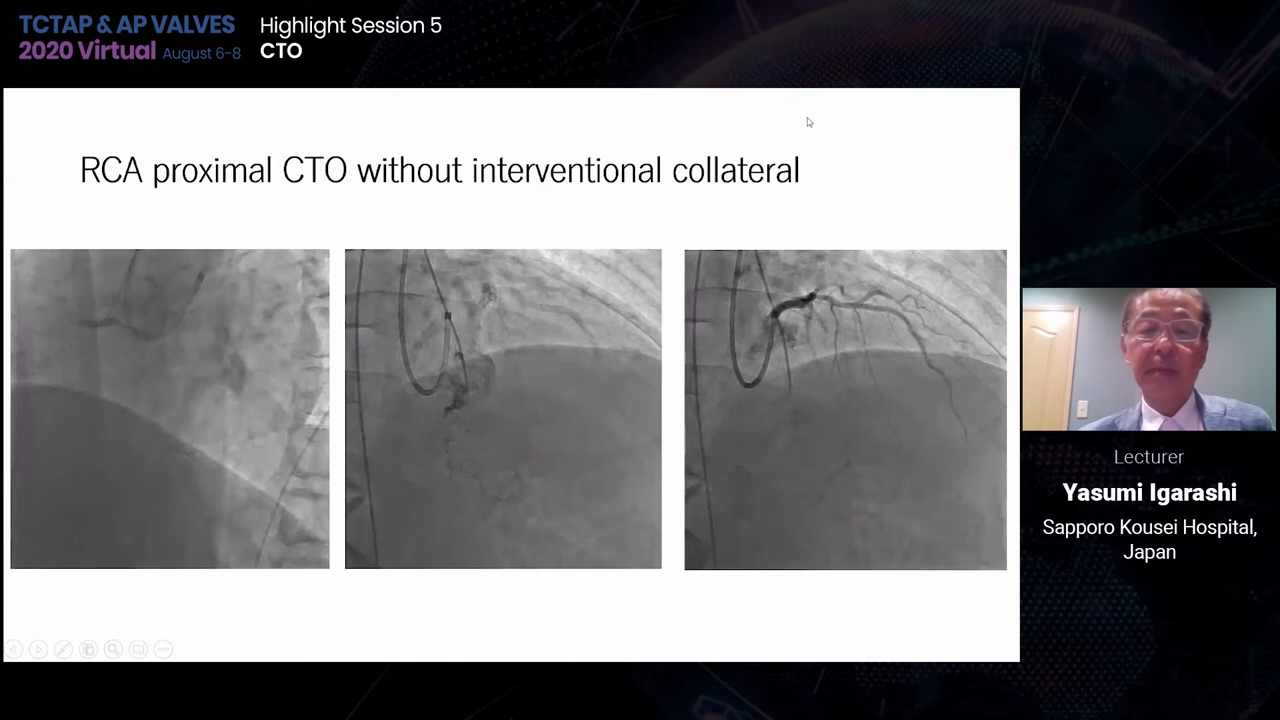 TCTAP & AP VALVES
2020 Virtual August 6-8
Highlight Session 5
CTO
RCA proximal CTO without interventional collateral
Lecturer
Yasumi Igarashi
Sapporo Kousei Hospital,
Japan